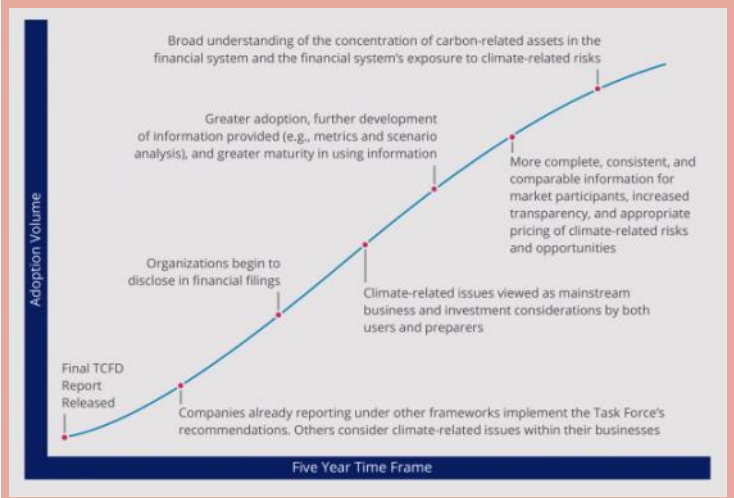 Broad understanding of the concentration of carbon-related assets in the
financial system and the financial system's exposure to climate-related risks
Greater adoption, further development
of information provided (e.g., metrics and scenario
analysis), and greater maturity in using information
More complete, consistent, and
comparable information for
market participants, increased
transparency, and appropriate
pricing of climate-related risks
and opportunities
Adoption Volume
Organizations begin to
disclose in financial filings
Climate-related issues viewed as mainstream
business and investment considerations by both
users and preparers
Final TCFD
Report
Released
Companies already reporting under other frameworks implement the Task Force's
recommendations. Others consider climate-related issues within their businesses
Five Year Time Frame